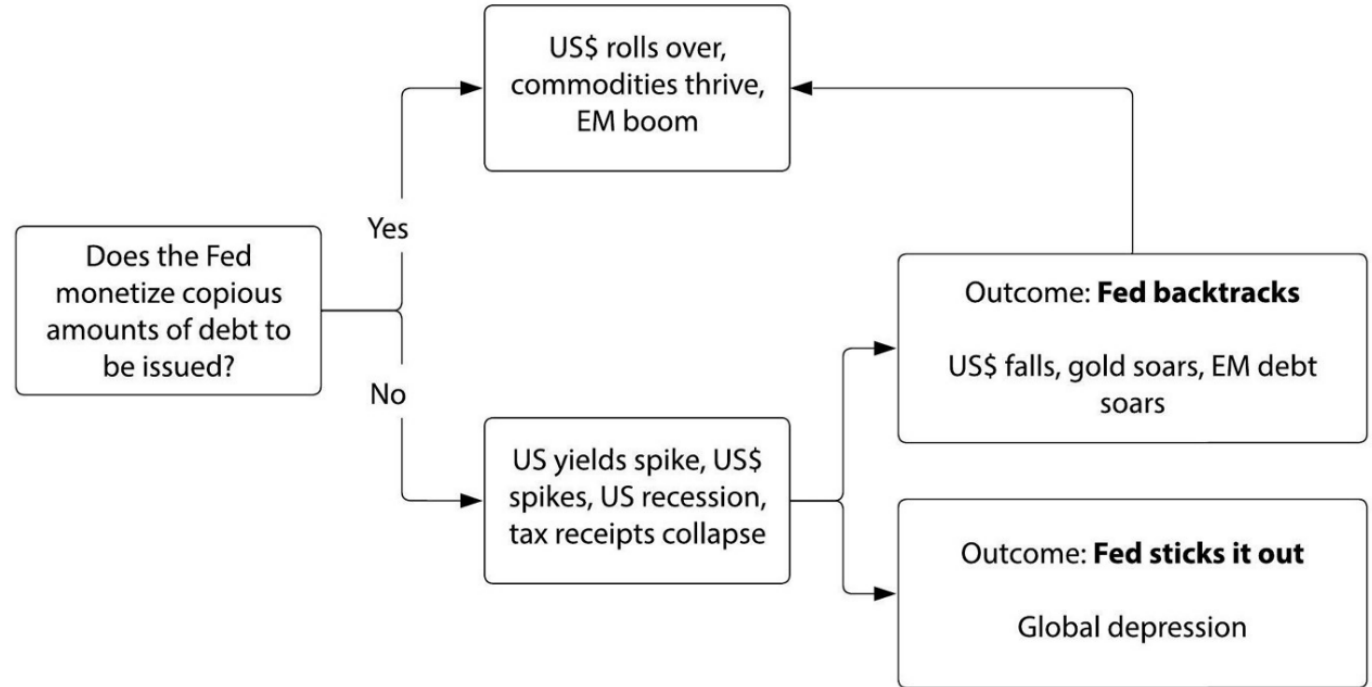 US$ rolls over,
commodities thrive,
EM boom
Yes
Does the Fed
monetize copious
amounts of debt to
be issued?
No
US yields spike, US$
spikes, US recession,
tax receipts collapse
Outcome: Fed backtracks
US$ falls, gold soars, EM debt
soars
Outcome: Fed sticks it out
Global depression